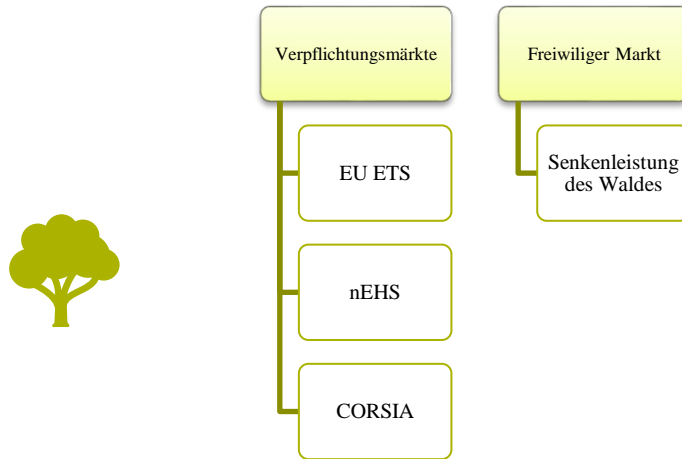 Verpflichtungsmärkte
EU ETS
nEHS
CORSIA
Freiwiliger Markt
Senkenleistung
des Waldes